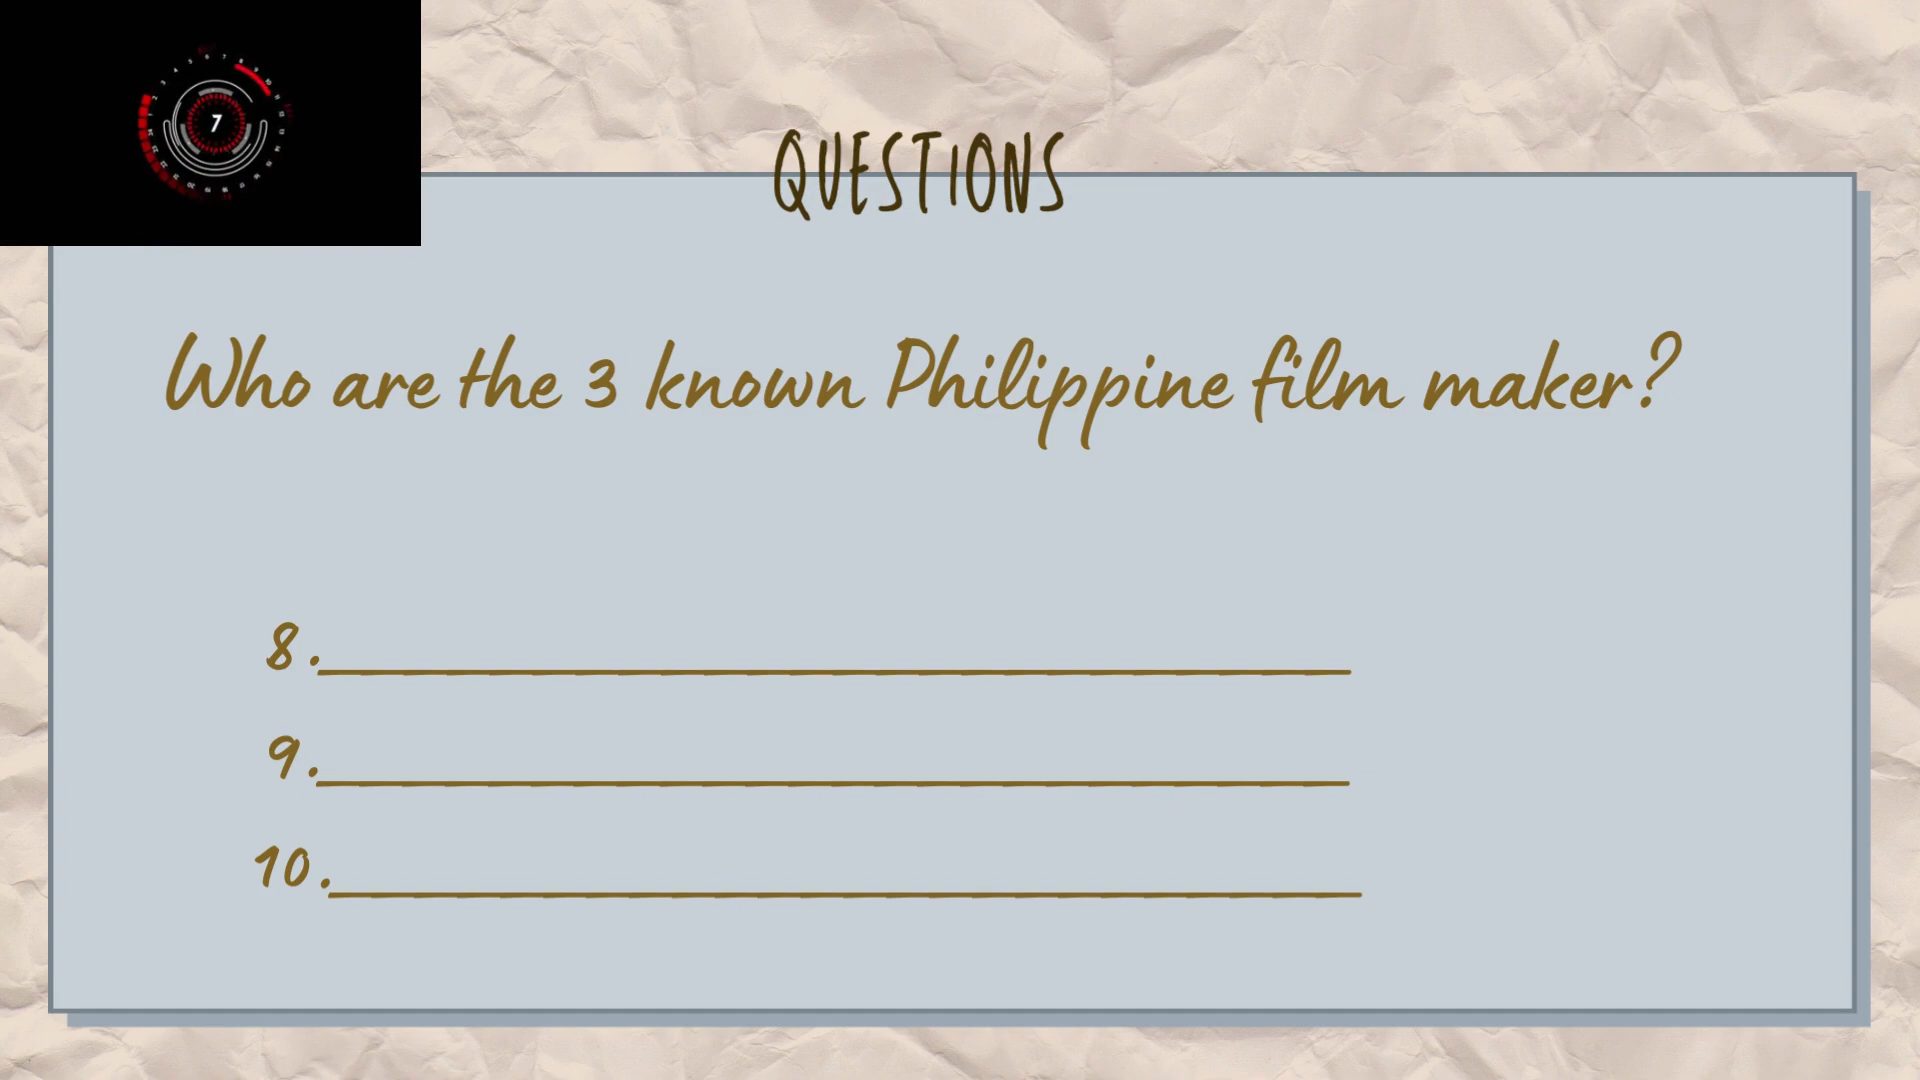 7
QUESTIONS
Who are the 3 known Philippine film maker?
8.
9.
10.